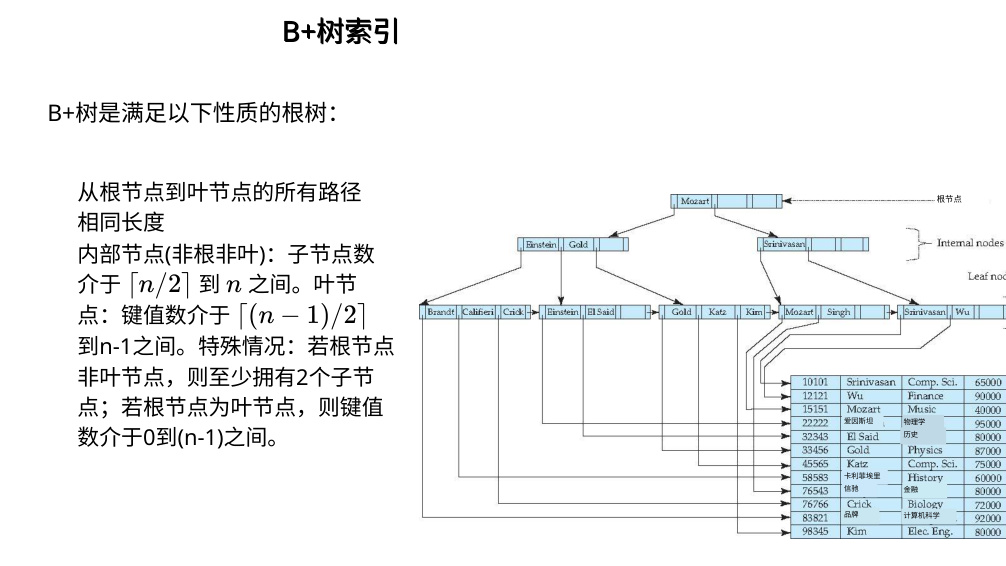 B+树索引
B+树是满足以下性质的根树：
从根节点到叶节点的所有路径
相同长度
内部节点(非根非叶)：子节点数
介于 ⌈n/2⌉ 到 n 之间。叶节
点：键值数介于 ⌈(n − 1)/2⌉
到n-1之间。特殊情况：若根节点
非叶节点，则至少拥有2个子节
点；若根节点为叶节点，则键值
数介于0到(n-1)之间。
Mozart
根节点
Einstein Gold
Srinivasan
Internal nodes
Leaf noc
Brandt Califieri Crick
Einstein El Said
Gold Katz Kim
Mozart Singh
Srinivasan Wu
10101 Srinivasan Comp. Sci. 65000
12121 Wu Finance 90000
15151 Mozart Music 40000
22222 爱因斯坦 物理学 95000
32343 El Said 历史 80000
33456 Gold Physics 87000
45565 Katz Comp. Sci. 75000
58583 卡利菲埃里 History 60000
76543 信驰 金融 80000
76766 Crick Biology 72000
83821 品牌 计算机科学 92000
98345 Kim Elec. Eng. 80000